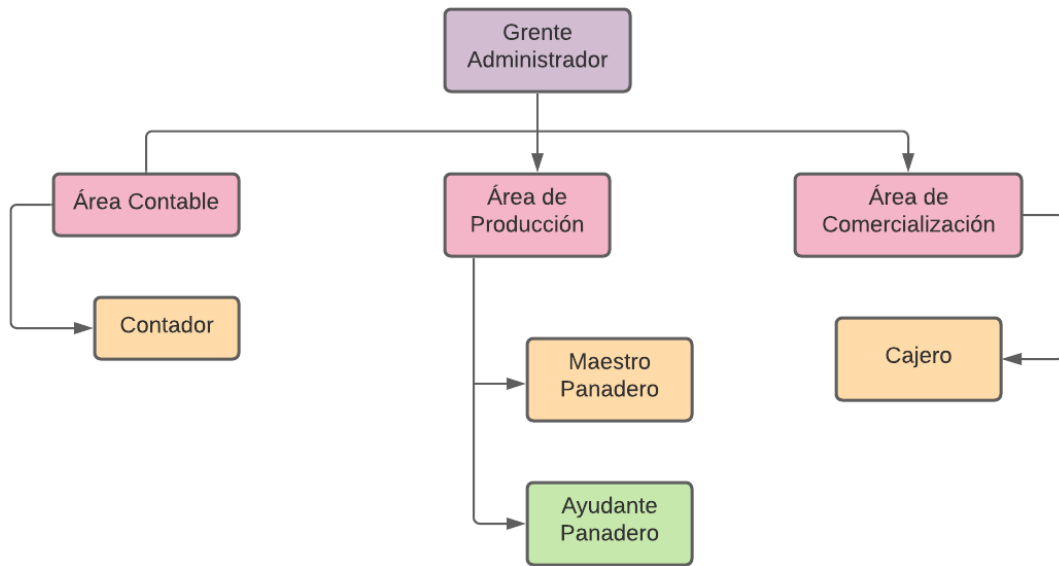 Grente
Administrador
Área Contable
Área de
Producción
Área de
Comercialización
Contador
Maestro
Panadero
Cajero
Ayudante
Panadero